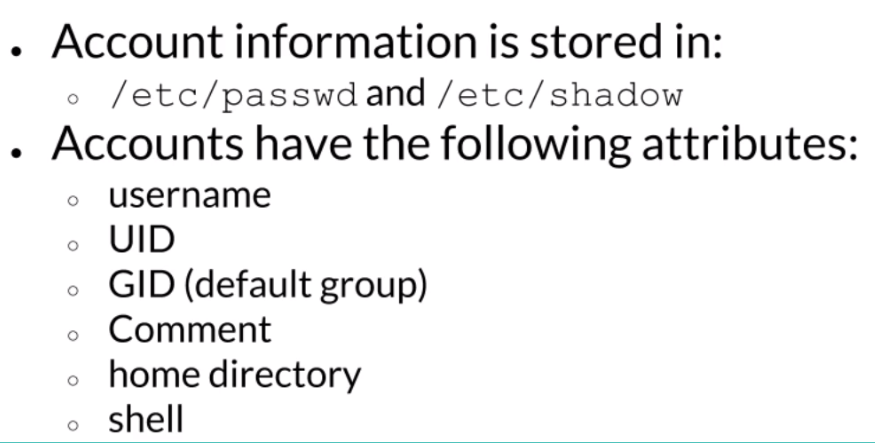 • Account information is stored in:
◦ /etc/passwd and /etc/shadow
• Accounts have the following attributes:
◦ username
◦ UID
◦ GID (default group)
◦ Comment
◦ home directory
◦ shell